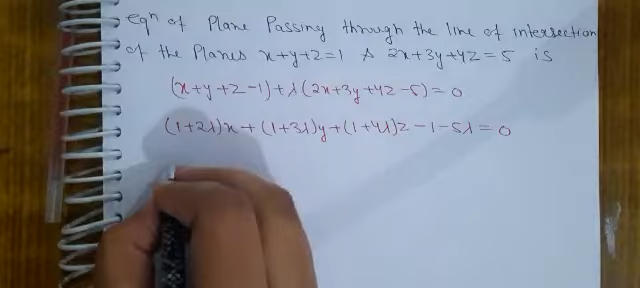 eqn of Plane Passing through the line of intersection
of the Planes x+y+z=1 & 2x+3y+4z=5 is
(x+y+z-1)+λ(2x+3y+4z-5)=0
(1+2λ)x+(1+3λ)y+(1+4λ)z-1-5λ=0